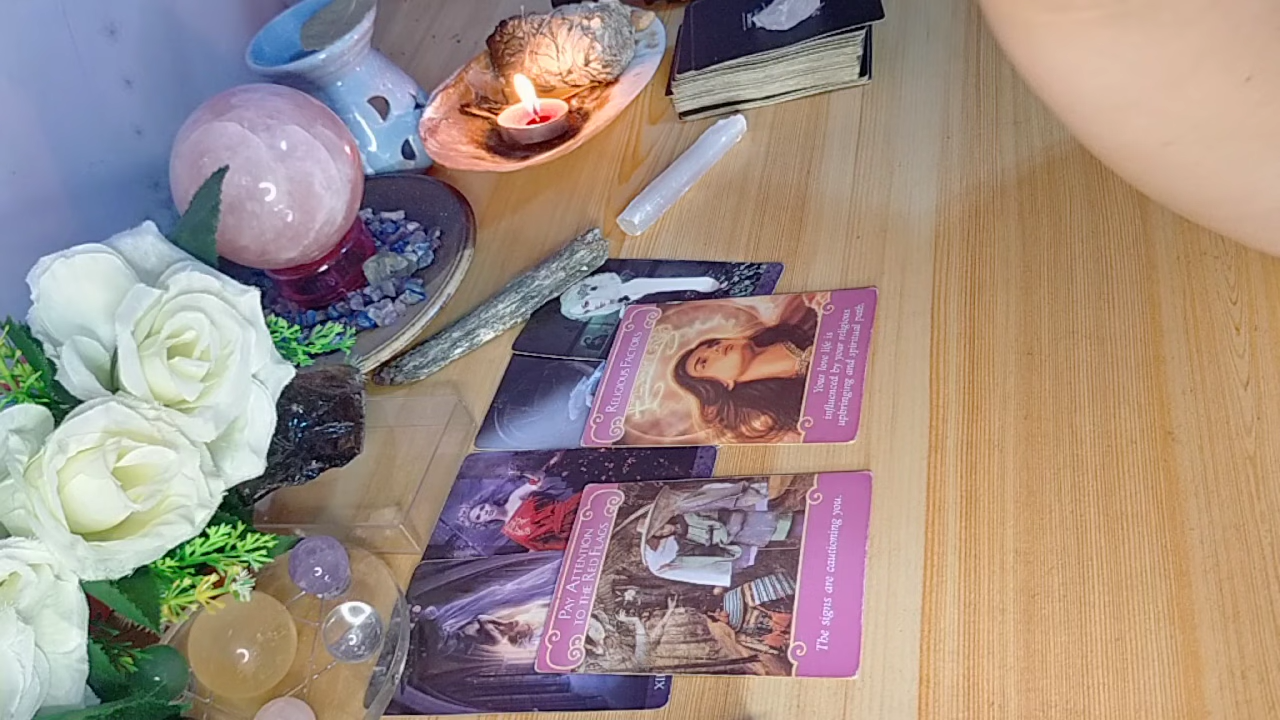 RELIGIOUS FACTORS
Your love life is
influenced by your religious
upbringing and spiritual path.
PAY ATTENTION
TO THE RED FLAGS
The signs are cautioning you.
XII